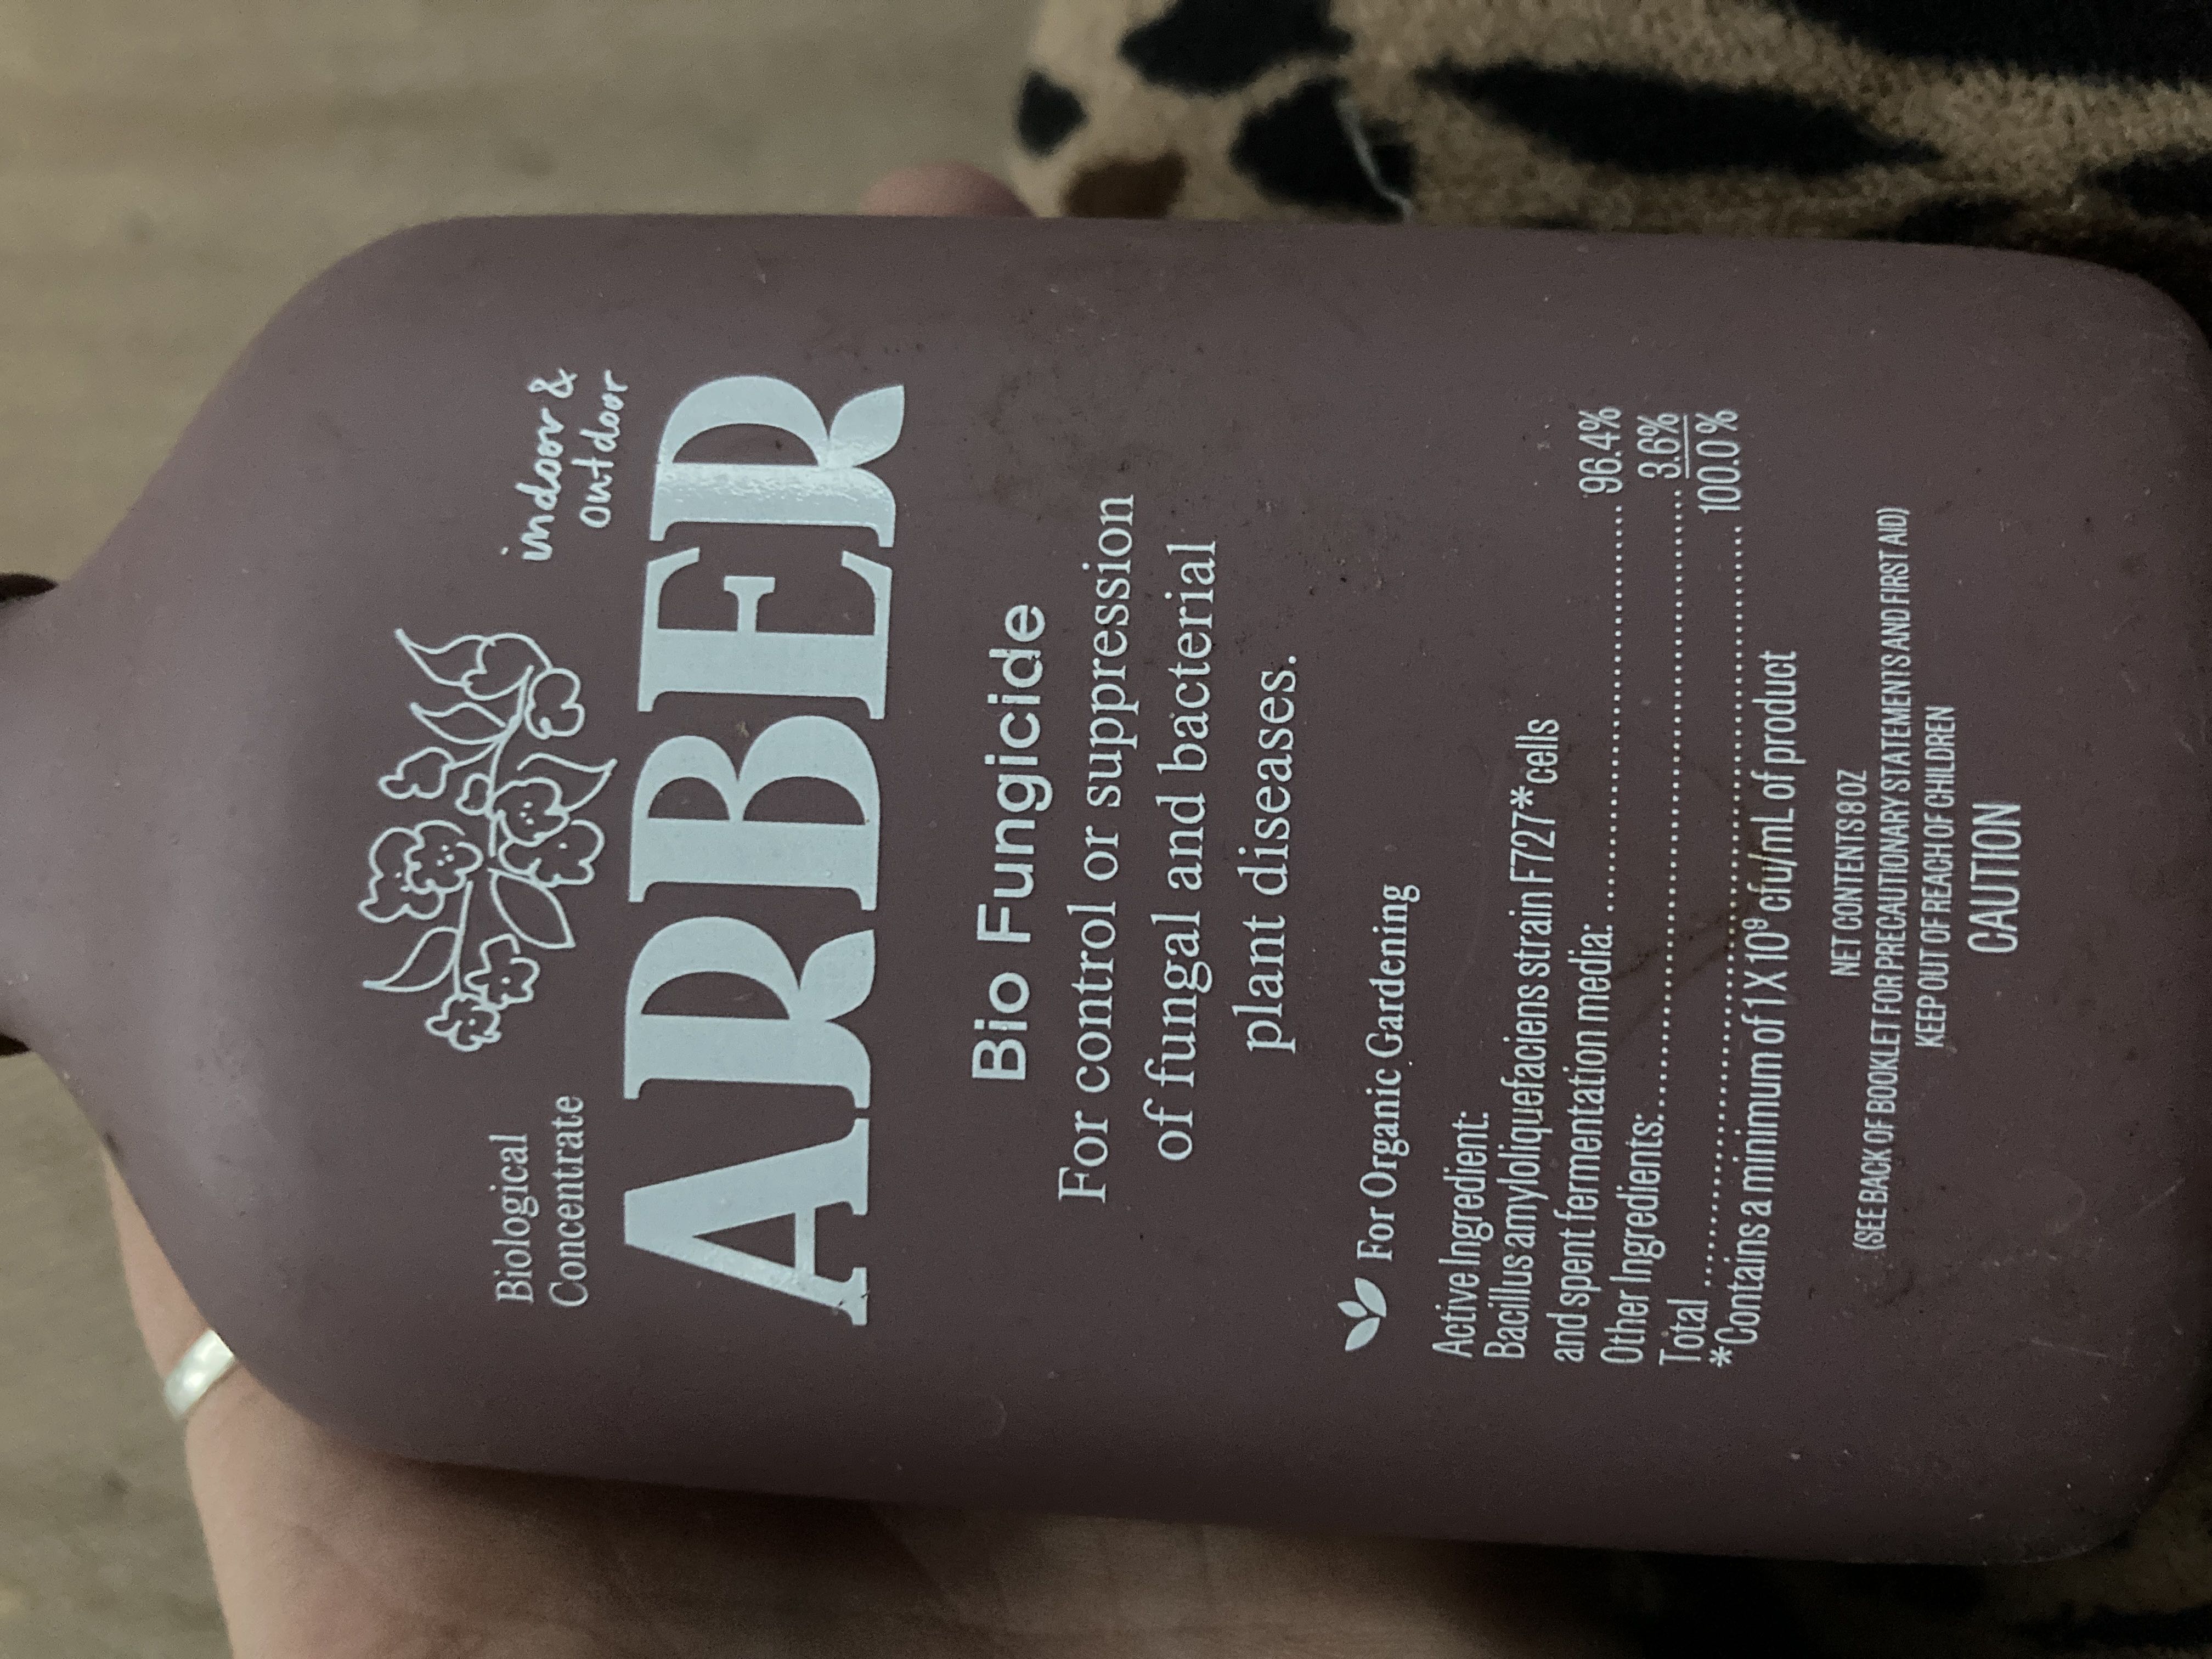 Biological
Concentrate
indoor &
outdoor
ARBER
Bio Fungicide
For control or suppression
of fungal and bacterial
plant diseases.
For Organic Gardening
Active Ingredient:
Bacillus amyloliquefaciens strain F727* cells
and spent fermentation media: .......... 96.4%
Other Ingredients: .......... 3.6%
Total .......... 100.0%
*Contains a minimum of 1 X 10⁹ cfu/mL of product
NET CONTENTS 8 OZ
(SEE BACK OF BOOKLET FOR PRECAUTIONARY STATEMENTS AND FIRST AID)
KEEP OUT OF REACH OF CHILDREN
CAUTION